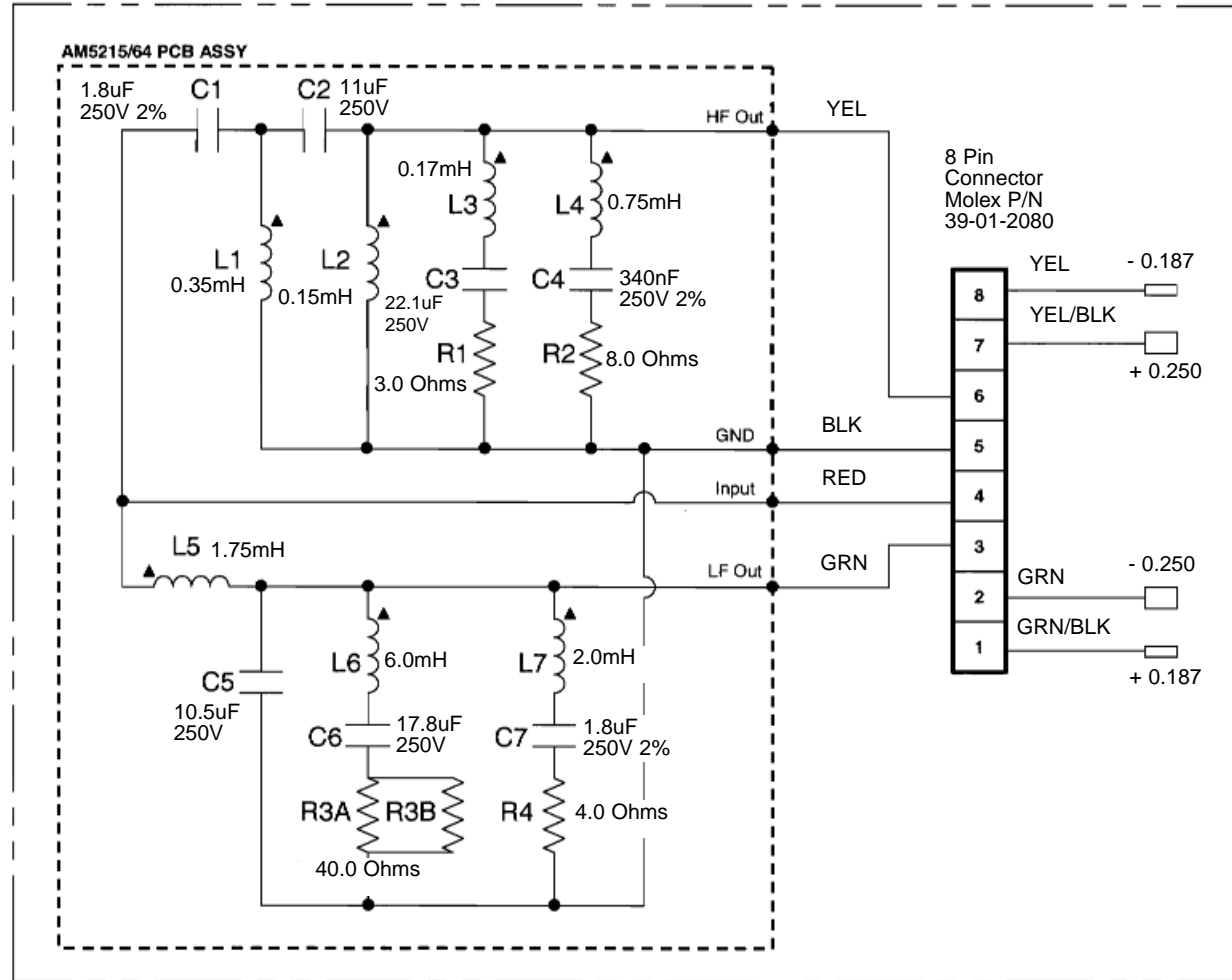 AM5215/64 PCB ASSY
1.8uF
250V 2%
C1
C2
11uF
250V
HF Out
YEL
0.17mH
L3
L4
0.75mH
L1
0.35mH
L2
0.15mH
C3
22.1uF
250V
C4
340nF
250V 2%
R1
3.0 Ohms
R2
8.0 Ohms
GND
BLK
Input
RED
L5
1.75mH
LF Out
GRN
L6
6.0mH
L7
2.0mH
C5
10.5uF
250V
C6
17.8uF
250V
C7
1.8uF
250V 2%
R3A
R3B
40.0 Ohms
R4
4.0 Ohms
8 Pin
Connector
Molex P/N
39-01-2080
8
YEL
- 0.187
7
YEL/BLK
+ 0.250
6
5
4
3
2
GRN
- 0.250
1
GRN/BLK
+ 0.187